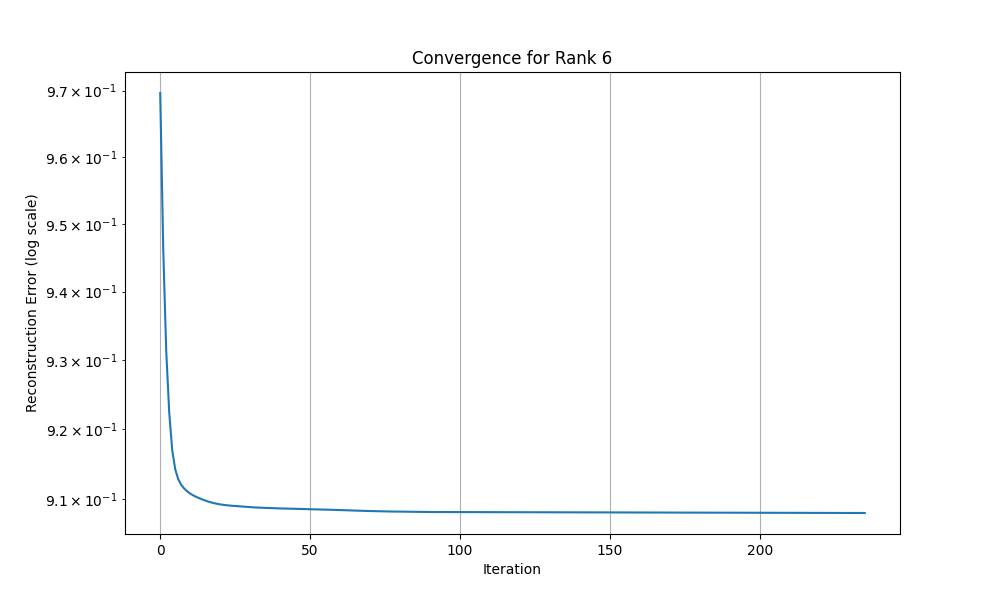 Convergence for Rank 6
Reconstruction Error (log scale)
9.7 × 10⁻¹
9.6 × 10⁻¹
9.5 × 10⁻¹
9.4 × 10⁻¹
9.3 × 10⁻¹
9.2 × 10⁻¹
9.1 × 10⁻¹
0 50 100 150 200
Iteration